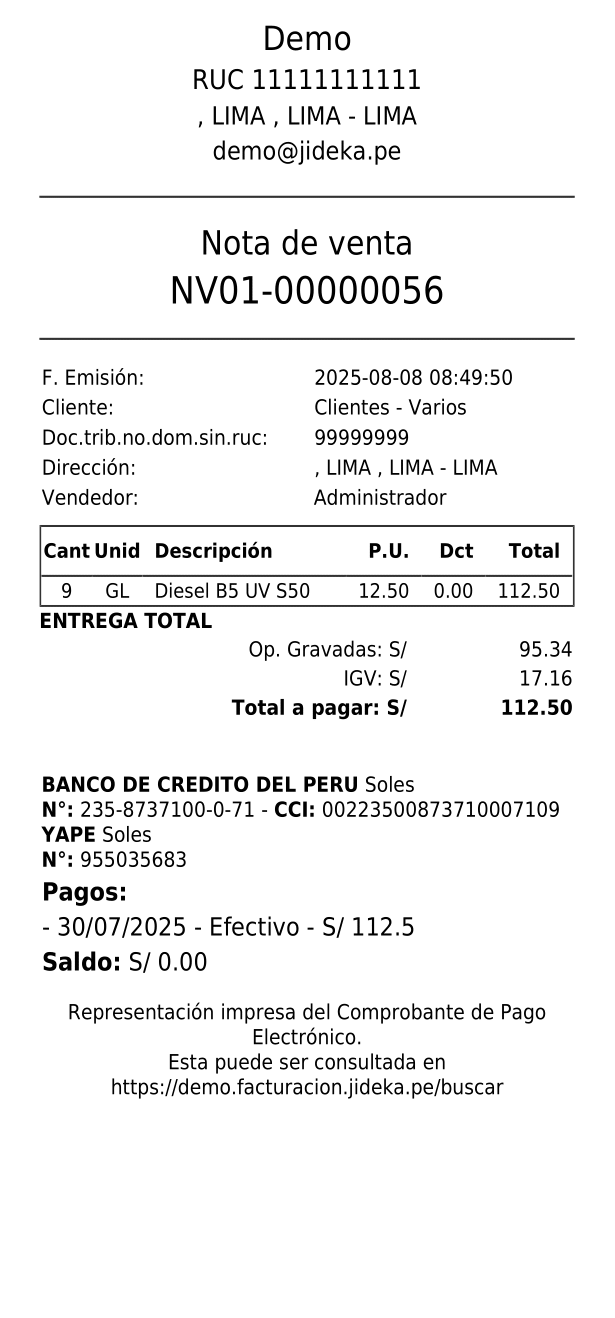 Demo
RUC 11111111111
, LIMA , LIMA - LIMA
demo@jideka.pe
Nota de venta
NV01-00000056
F. Emisión: 2025-08-08 08:49:50
Cliente: Clientes - Varios
Doc.trib.no.dom.sin.ruc: 99999999
Dirección: , LIMA , LIMA - LIMA
Vendedor: Administrador
Cant Unid Descripción P.U. Dct Total
9 GL Diesel B5 UV S50 12.50 0.00 112.50
ENTREGA TOTAL
Op. Gravadas: S/ 95.34
IGV: S/ 17.16
Total a pagar: S/ 112.50
BANCO DE CREDITO DEL PERU Soles
N°: 235-8737100-0-71 - CCI: 00223500873710007109
YAPE Soles
N°: 955035683
Pagos:
- 30/07/2025 - Efectivo - S/ 112.5
Saldo: S/ 0.00
Representación impresa del Comprobante de Pago
Electrónico.
Esta puede ser consultada en
https://demo.facturacion.jideka.pe/buscar